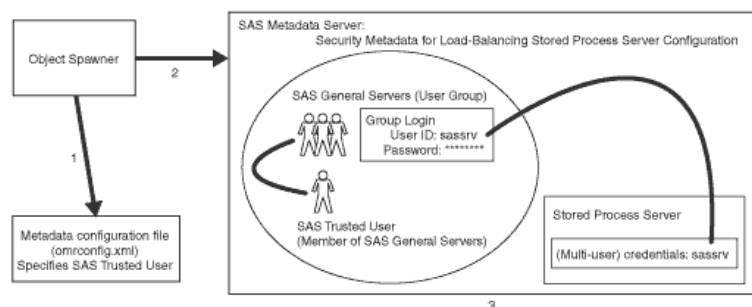 SAS Metadata Server:
Security Metadata for Load-Balancing Stored Process Server Configuration
Object Spawner
2
SAS General Servers (User Group)
Group Login
User ID: sassrv
Password: ********
1
Metadata configuration file
(omrconfig.xml)
Specifies SAS Trusted User
SAS Trusted User
(Member of SAS General Servers)
Stored Process Server
(Multi-user) credentials: sassrv
3